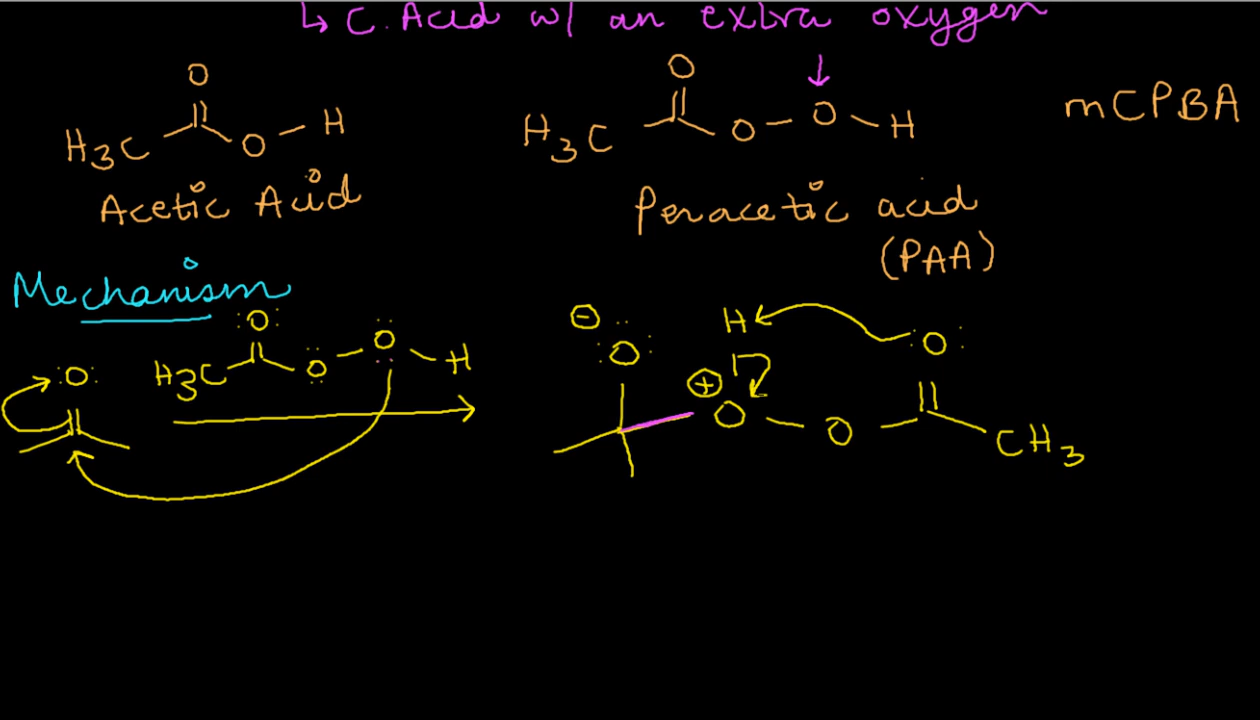 ↳ C. Acid w/ an extra oxygen
O O ↓
H₃C O – H H₃C O – O – H mCPBA
Acetic Acid Peracetic acid
(PAA)
Mechanism
:O: :O: ⊖ H :O:
:O: H₃C O – O – H :O: ⊕
O – O CH₃